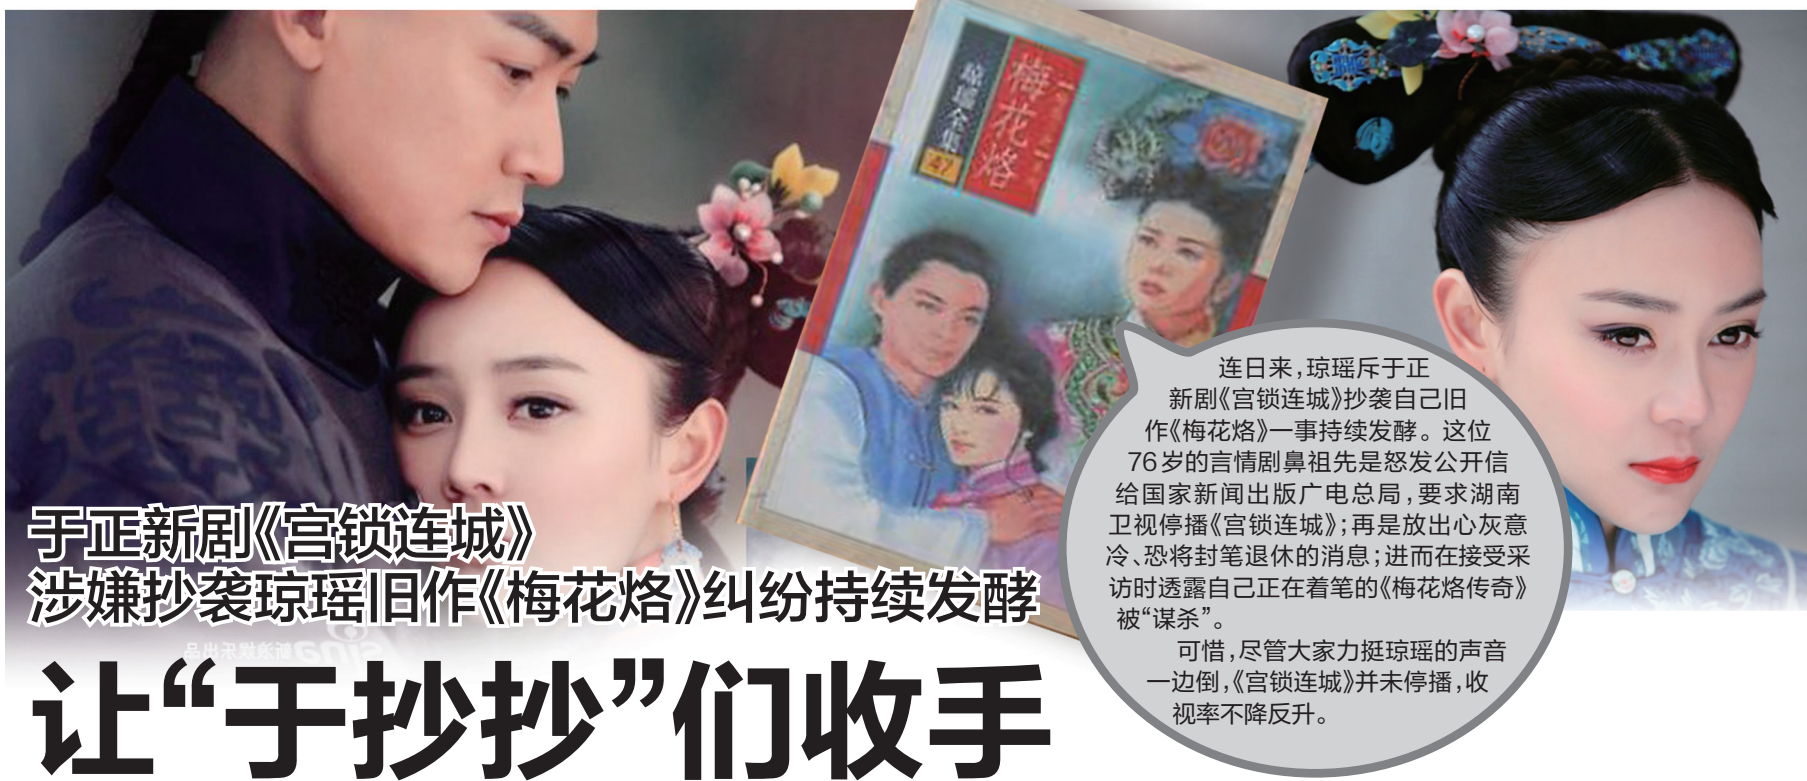 琼瑶全集
47
梅花烙
于正新剧《宫锁连城》
涉嫌抄袭琼瑶旧作《梅花烙》纠纷持续发酵
让“于抄抄”们收手
连日来,琼瑶斥于正
新剧《宫锁连城》抄袭自己旧
作《梅花烙》一事持续发酵。这位
76岁的言情剧鼻祖先是怒发公开信
给国家新闻出版广电总局,要求湖南
卫视停播《宫锁连城》;再是放出心灰意
冷、恐将封笔退休的消息;进而在接受采
访时透露自己正在着笔的《梅花烙传奇》
被“谋杀”。
可惜,尽管大家力挺琼瑶的声音
一边倒,《宫锁连城》并未停播,收
视率不降反升。